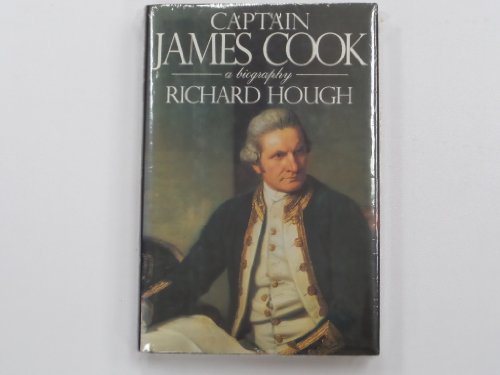 CAPTAIN
JAMES COOK
a biography
RICHARD HOUGH